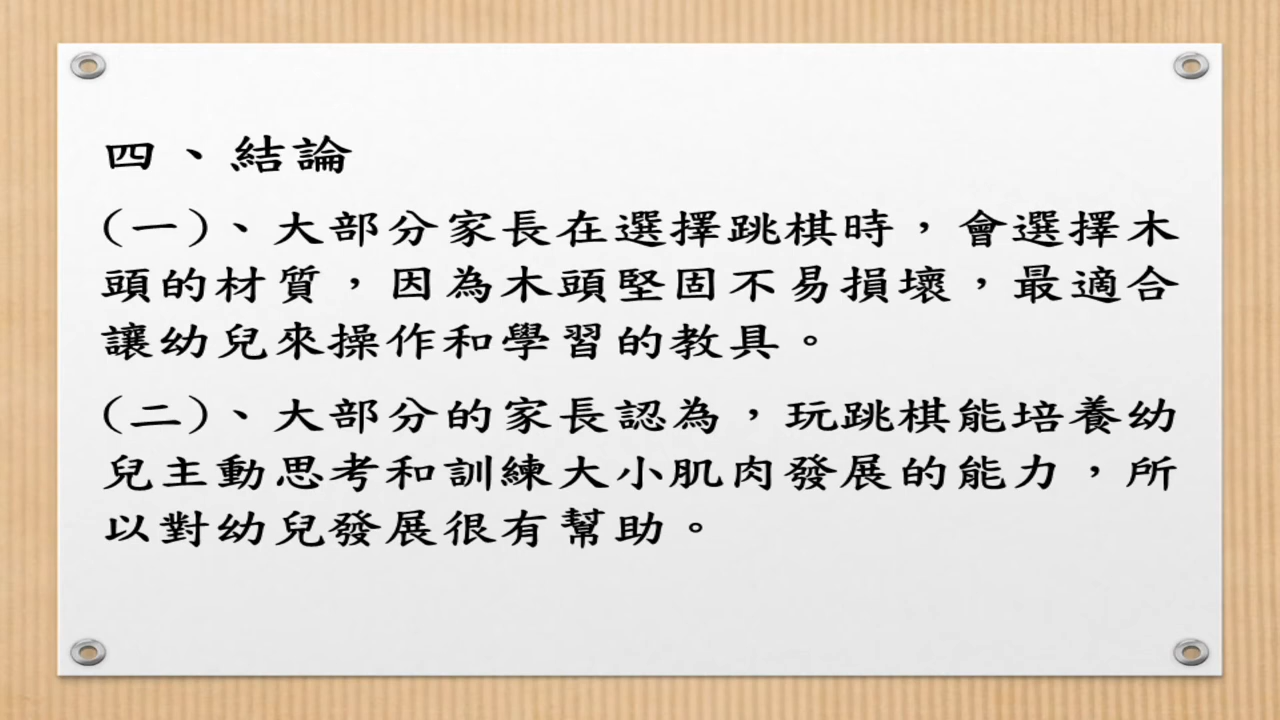 四、結論
(一)、大部分家長在選擇跳棋時，會選擇木
頭的材質，因為木頭堅固不易損壞，最適合
讓幼兒來操作和學習的教具。
(二)、大部分的家長認為，玩跳棋能培養幼
兒主動思考和訓練大小肌肉發展的能力，所
以對幼兒發展很有幫助。